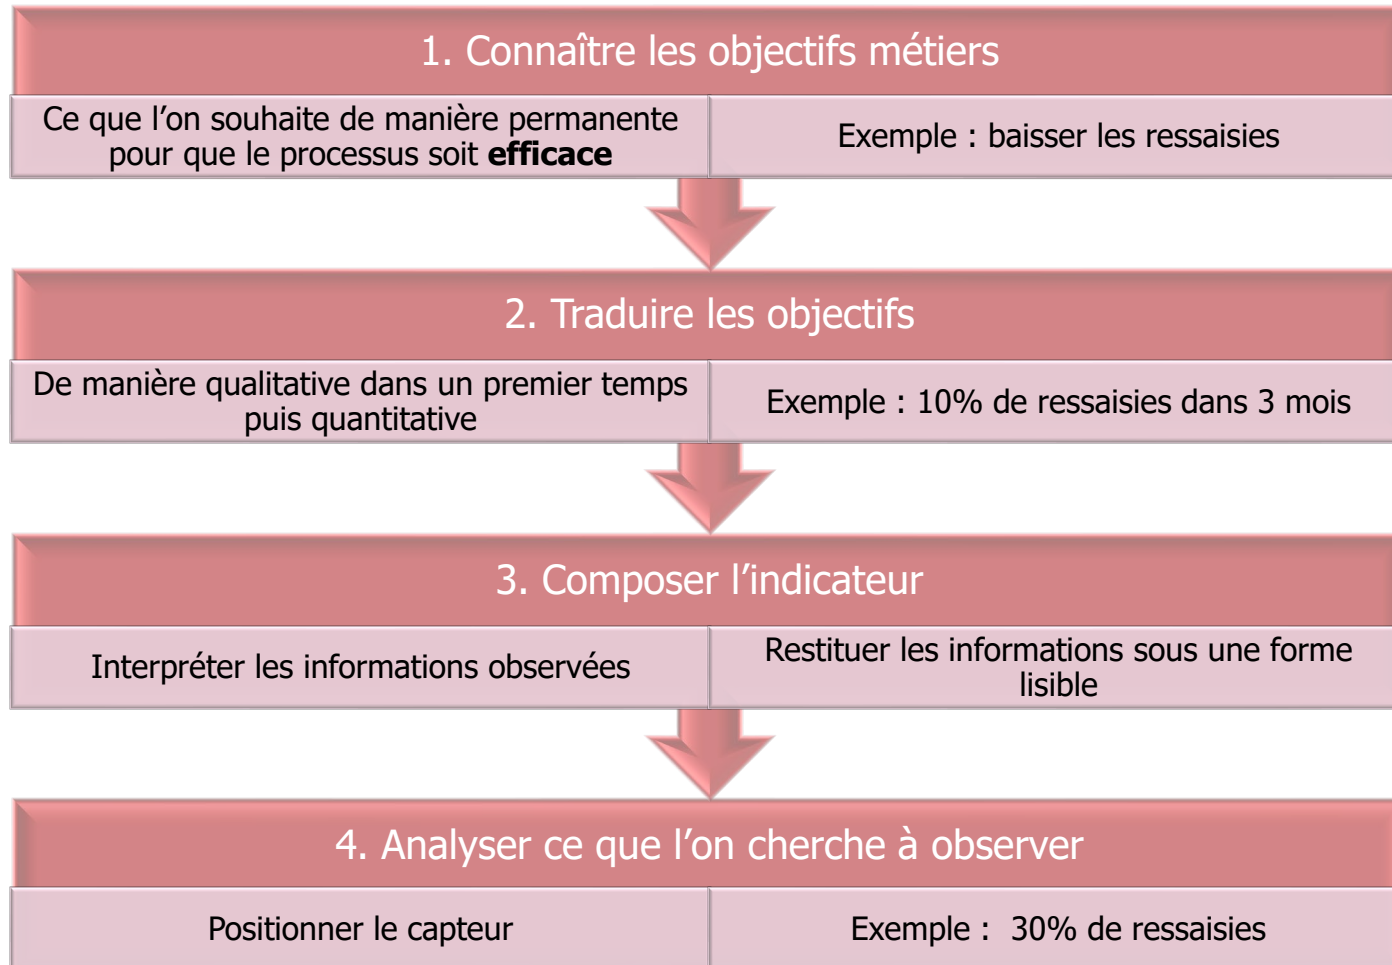 1. Connaître les objectifs métiers
Ce que l’on souhaite de manière permanente
pour que le processus soit efficace
Exemple : baisser les ressaisies
2. Traduire les objectifs
De manière qualitative dans un premier temps
puis quantitative
Exemple : 10% de ressaisies dans 3 mois
3. Composer l’indicateur
Interpréter les informations observées
Restituer les informations sous une forme
lisible
4. Analyser ce que l’on cherche à observer
Positionner le capteur
Exemple :  30% de ressaisies